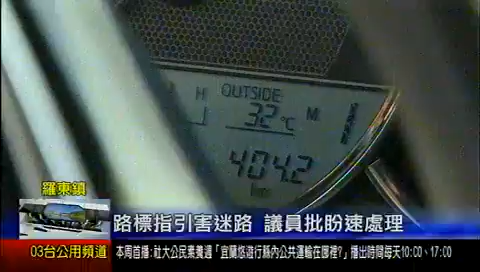 H OUTSIDE M
32°C
404.2
km
羅東鎮
路標指引害迷路 議員批盼速處理
03台公用頻道
本周首播:社大公民素養週「宜蘭悠遊行縣內公共運輸在哪裡?」播出時間每天10:00、17:00